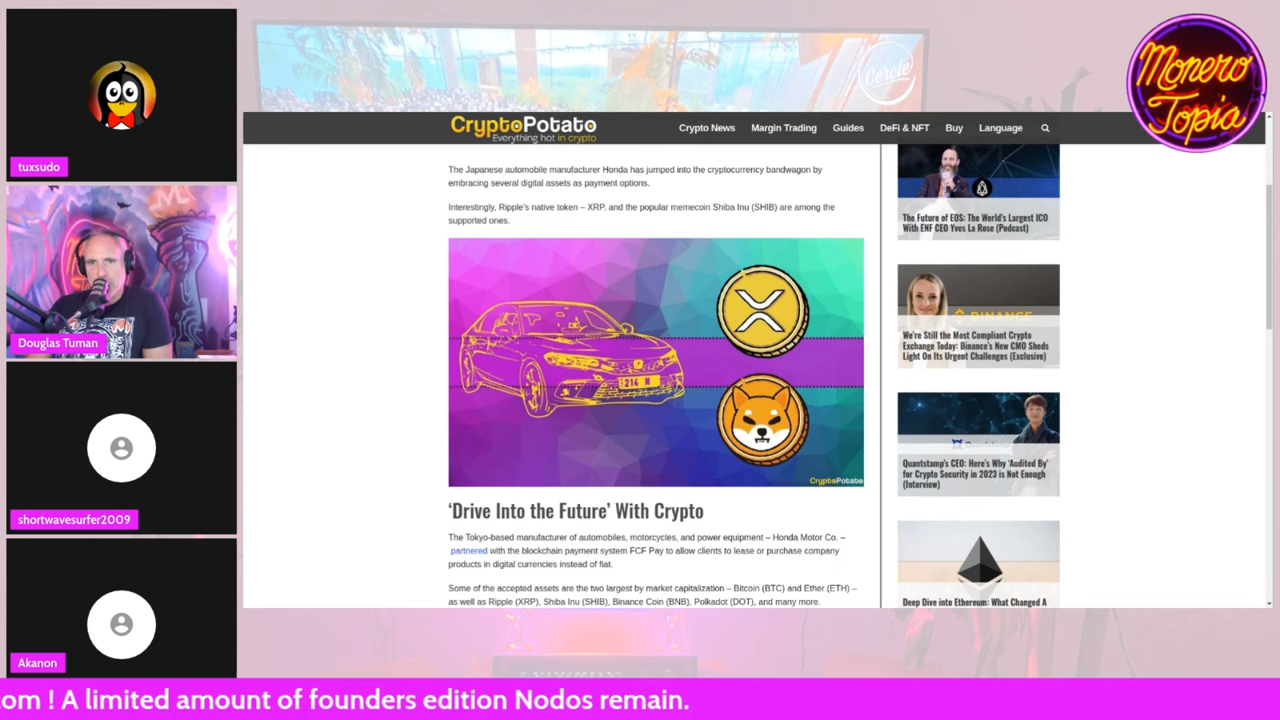 tuxsudo
Douglas Tuman
shortwavesurfer2009
Akanon
Cercle
Monero
Topia
CryptoPotato
Everything hot in crypto
Crypto News
Margin Trading
Guides
DeFi & NFT
Buy
Language
The Japanese automobile manufacturer Honda has jumped into the cryptocurrency bandwagon by
embracing several digital assets as payment options.
Interestingly, Ripple's native token – XRP, and the popular memecoin Shiba Inu (SHIB) are among the
supported ones.
214 N
CryptoPotato
‘Drive Into the Future’ With Crypto
The Tokyo-based manufacturer of automobiles, motorcycles, and power equipment – Honda Motor Co. –
partnered with the blockchain payment system FCF Pay to allow clients to lease or purchase company
products in digital currencies instead of fiat.
Some of the accepted assets are the two largest by market capitalization – Bitcoin (BTC) and Ether (ETH) –
as well as Ripple (XRP), Shiba Inu (SHIB), Binance Coin (BNB), Polkadot (DOT), and many more.
The Future of EOS: The World's Largest ICO
With ENF CEO Yves La Rose (Podcast)
BINANCE
We're Still the Most Compliant Crypto
Exchange Today: Binance's New CMO Sheds
Light On Its Urgent Challenges (Exclusive)
Quantstamp's CEO: Here's Why ‘Audited By’
for Crypto Security in 2023 is Not Enough
(Interview)
Deep Dive into Ethereum: What Changed A
com ! A limited amount of founders edition Nodos remain.